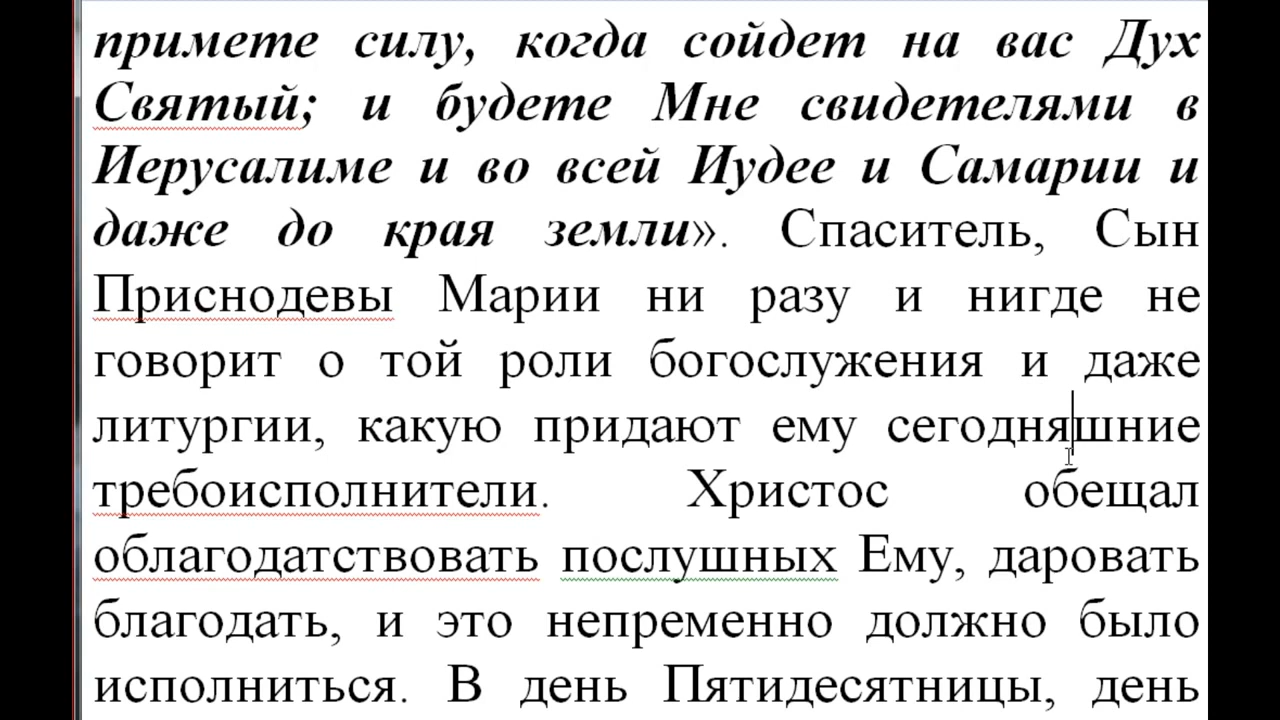 примете силу, когда сойдет на вас Дух
Святый; и будете Мне свидетелями в
Иерусалиме и во всей Иудее и Самарии и
даже до края земли». Спаситель, Сын
Приснодевы Марии ни разу и нигде не
говорит о той роли богослужения и даже
литургии, какую придают ему сегодняшние
требоисполнители. Христос обещал
облагодатствовать послушных Ему, даровать
благодать, и это непременно должно было
исполниться. В день Пятидесятницы, день